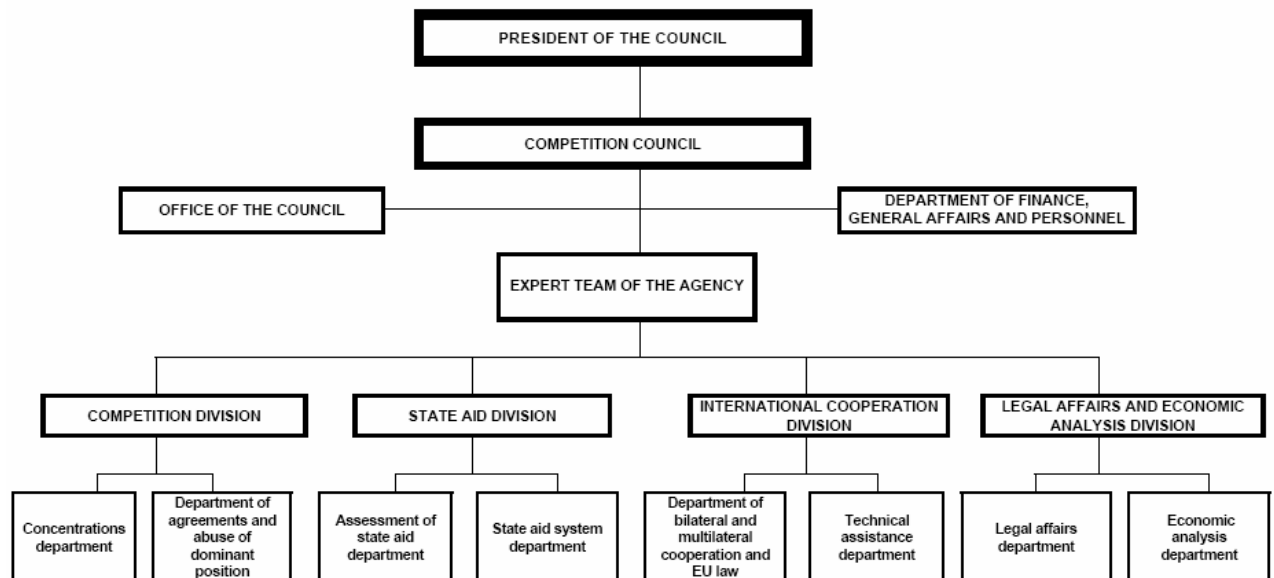 PRESIDENT OF THE COUNCIL
COMPETITION COUNCIL
OFFICE OF THE COUNCIL
DEPARTMENT OF FINANCE,
GENERAL AFFAIRS AND PERSONNEL
EXPERT TEAM OF THE AGENCY
COMPETITION DIVISION
STATE AID DIVISION
INTERNATIONAL COOPERATION
DIVISION
LEGAL AFFAIRS AND ECONOMIC
ANALYSIS DIVISION
Concentrations
department
Department of
agreements and
abuse of
dominant
position
Assessment of
state aid
department
State aid system
department
Department of
bilateral and
multilateral
cooperation and
EU law
Technical
assistance
department
Legal affairs
department
Economic
analysis
department